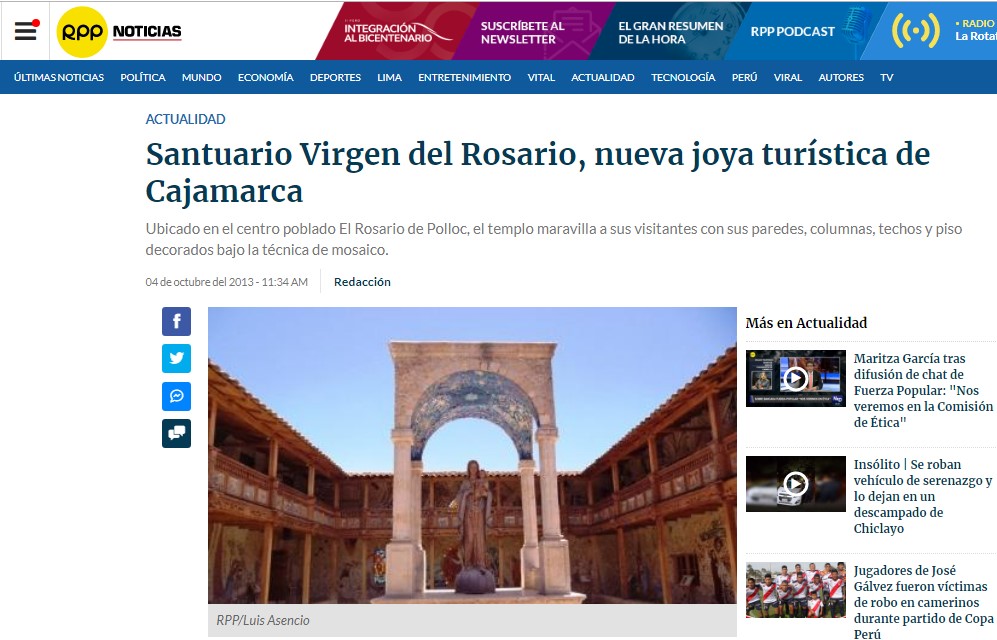 rpp NOTICIAS
INTEGRACIÓN
AL BICENTENARIO
SUSCRÍBETE AL
NEWSLETTER
EL GRAN RESUMEN
DE LA HORA
RPP PODCAST
• RADIO
La Rota
ÚLTIMAS NOTICIAS POLÍTICA MUNDO ECONOMÍA DEPORTES LIMA ENTRETENIMIENTO VITAL ACTUALIDAD TECNOLOGÍA PERÚ VIRAL AUTORES TV
ACTUALIDAD
Santuario Virgen del Rosario, nueva joya turística de
Cajamarca
Ubicado en el centro poblado El Rosario de Polloc, el templo maravilla a sus visitantes con sus paredes, columnas, techos y piso
decorados bajo la técnica de mosaico.
04 de octubre del 2013 - 11:34 AM Redacción
RPP/Luis Asencio
Más en Actualidad
Maritza García tras
difusión de chat de
Fuerza Popular: "Nos
veremos en la Comisión
de Ética"
Insólito | Se roban
vehículo de serenazgo y
lo dejan en un
descampado de
Chiclayo
Jugadores de José
Gálvez fueron víctimas
de robo en camerinos
durante partido de Copa
Perú